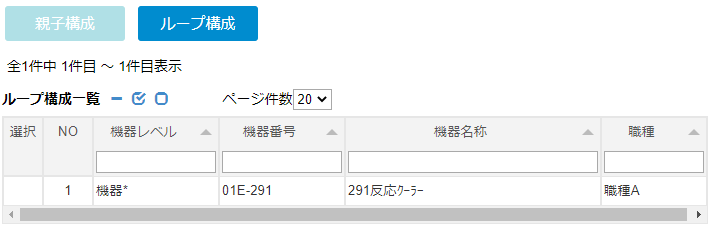 親子構成 ループ構成
全1件中 1件目 ～ 1件目表示
ループ構成一覧 ページ件数 20
選択 NO 機器レベル 機器番号 機器名称 職種
1 機器* 01E-291 291反応ｸｰﾗｰ 職種A